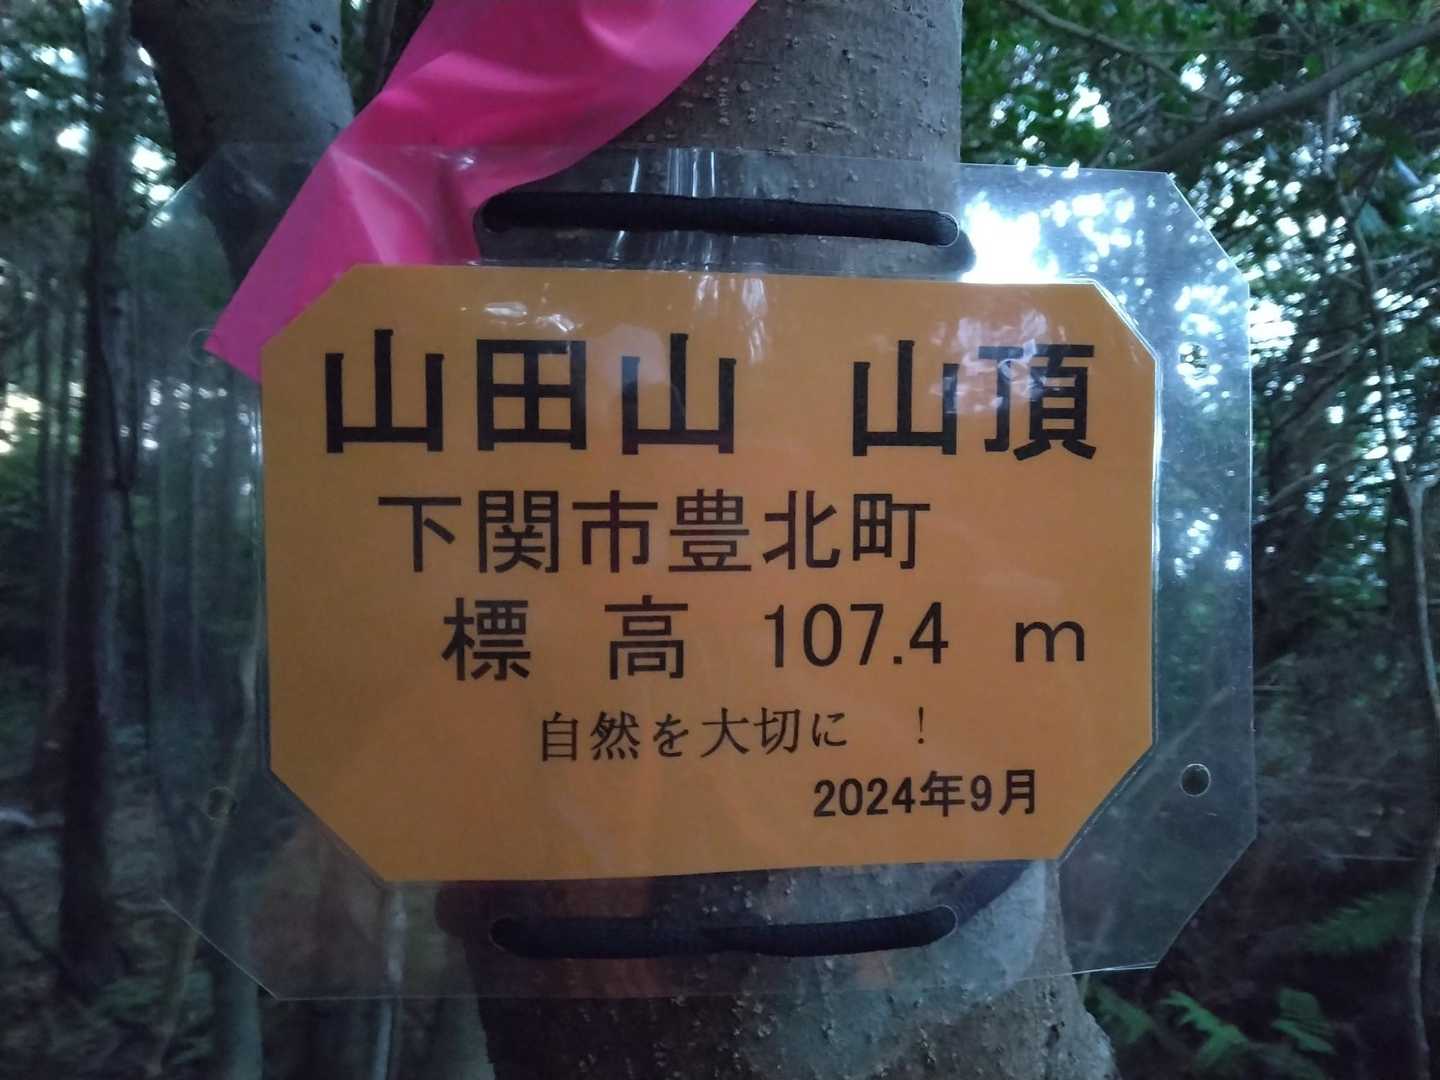 山田山 山頂
下関市豊北町
標 高 107.4 m
自然を大切に !
2024年9月